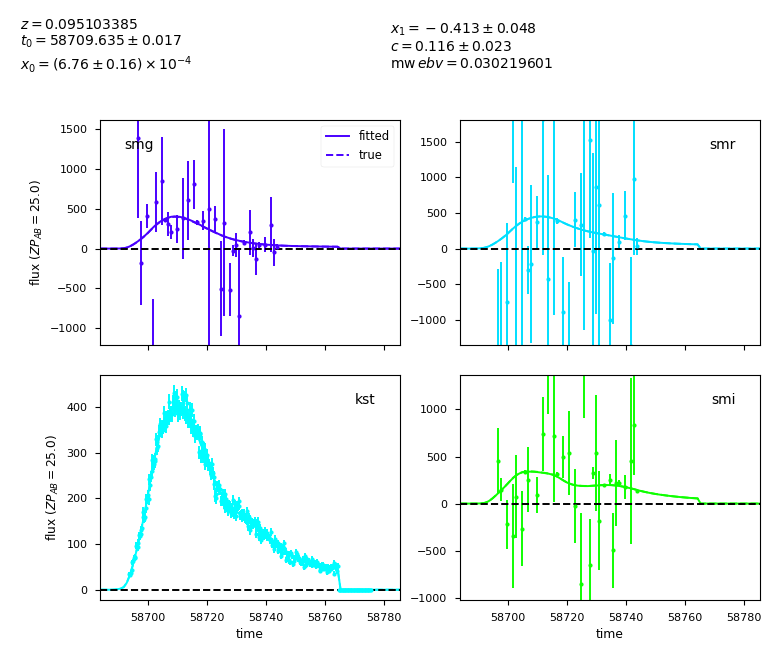 z = 0.095103385
t₀ = 58709.635 ± 0.017
x₀ = (6.76 ± 0.16) × 10⁻⁴
x₁ = −0.413 ± 0.048
c = 0.116 ± 0.023
mw ebv = 0.030219601
smg
fitted
true
1500
1000
500
0
−500
−1000
flux (ZP_AB = 25.0)
smr
1500
1000
500
0
−500
−1000
kst
400
300
200
100
0
flux (ZP_AB = 25.0)
58700 58720 58740 58760 58780
time
smi
1000
500
0
−500
−1000
58700 58720 58740 58760 58780
time